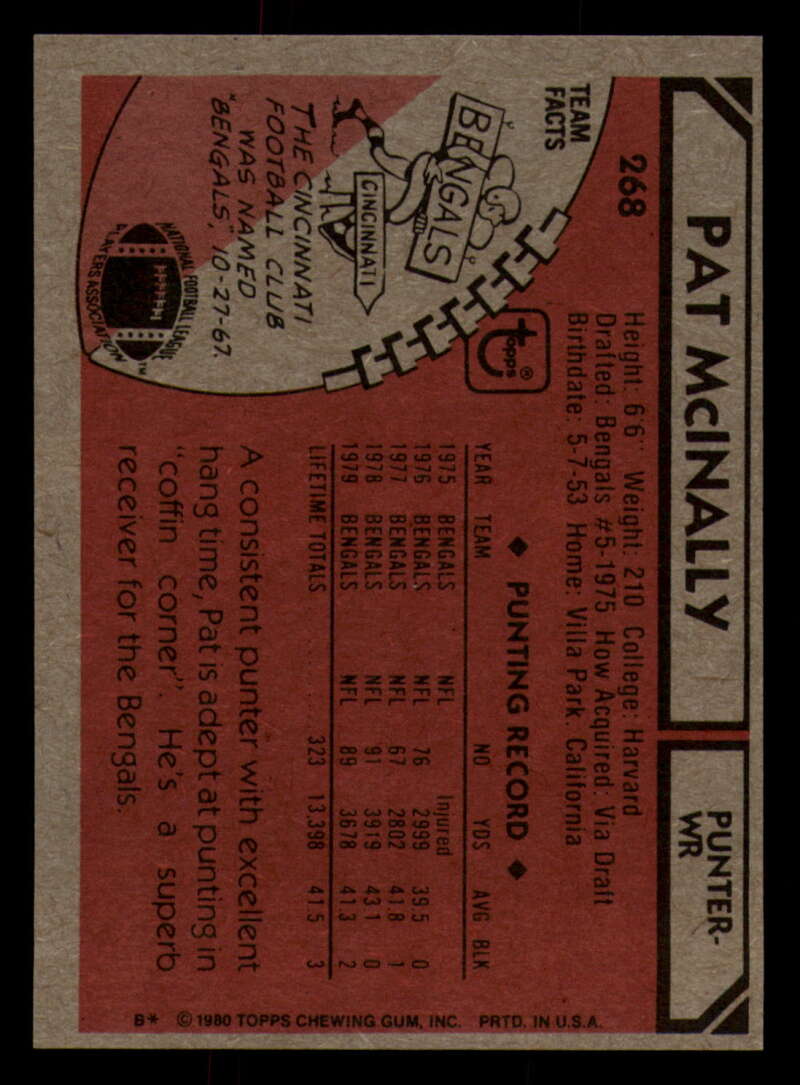 PAT McINALLY
PUNTER-
WR
268
Height: 6'6" Weight: 210 College: Harvard
Drafted: Bengals #5-1975 How Acquired: Via Draft
Birthdate: 5-7-53 Home: Villa Park, California
topps®
TEAM
FACTS
BENGALS
CINCINNATI
THE CINCINNATI
FOOTBALL CLUB
WAS NAMED
"BENGALS," 10-27-67.
NATIONAL FOOTBALL LEAGUE
PLAYERS ASSOCIATION
TM
◆ PUNTING RECORD ◆
YEAR TEAM NO YDS AVG BLK
1975 BENGALS NFL Injured
1976 BENGALS NFL 76 2999 39.5 0
1977 BENGALS NFL 67 2802 41.8 1
1978 BENGALS NFL 91 3919 43.1 0
1979 BENGALS NFL 89 3678 41.3 2
LIFETIME TOTALS 323 13,398 41.5 3
A consistent punter with excellent
hang time, Pat is adept at punting in
"coffin corner". He's a superb
receiver for the Bengals.
B* © 1980 TOPPS CHEWING GUM, INC. PRTD. IN U.S.A.